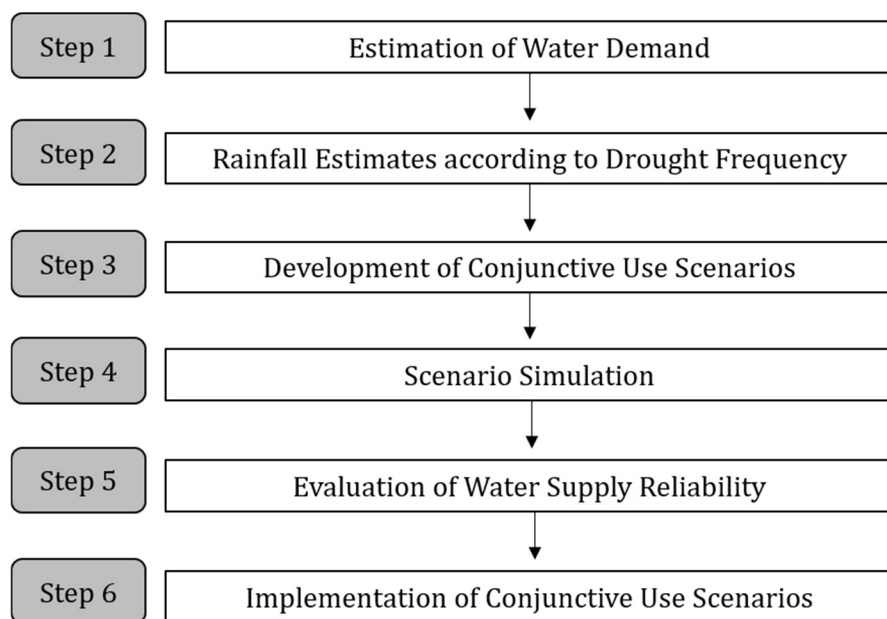 Step 1
Estimation of Water Demand
Step 2
Rainfall Estimates according to Drought Frequency
Step 3
Development of Conjunctive Use Scenarios
Step 4
Scenario Simulation
Step 5
Evaluation of Water Supply Reliability
Step 6
Implementation of Conjunctive Use Scenarios